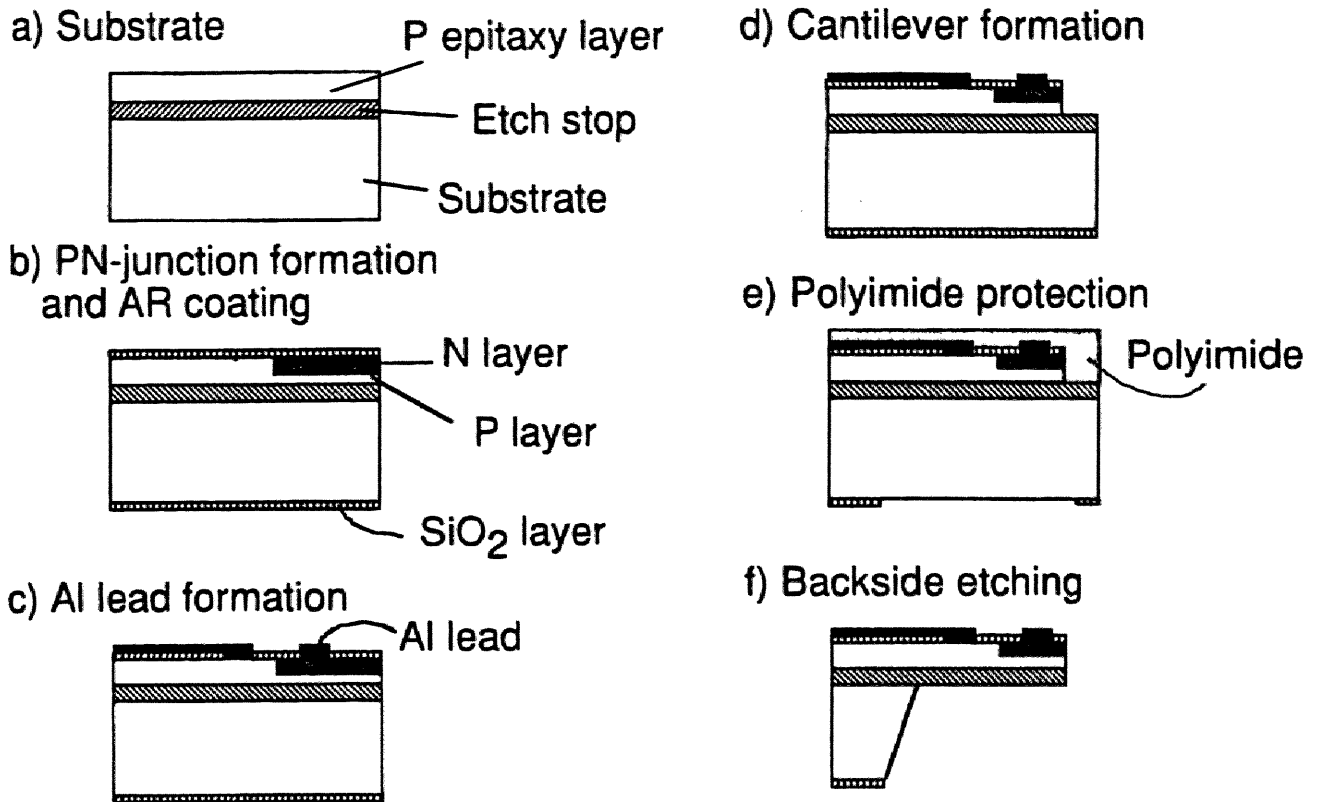 a) Substrate
P epitaxy layer
Etch stop
Substrate
b) PN-junction formation
and AR coating
N layer
P layer
SiO2 layer
c) Al lead formation
Al lead
d) Cantilever formation
e) Polyimide protection
Polyimide
f) Backside etching